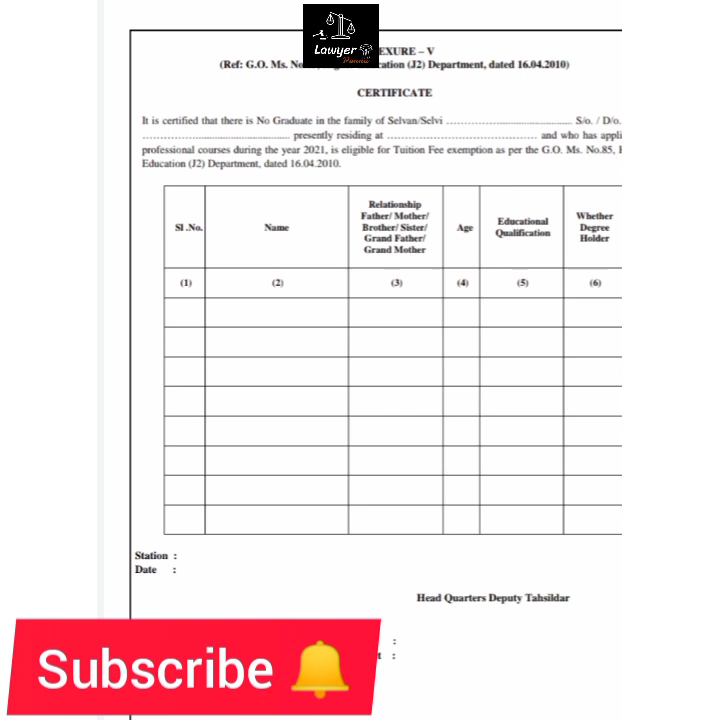 Lawyer
EXURE – V
(Ref: G.O. Ms. No ation (J2) Department, dated 16.04.2010)
CERTIFICATE
It is certified that there is No Graduate in the family of Selvan/Selvi ........................................... S/o. / D/o.
.................................................. presently residing at .................................................... and who has appli
professional courses during the year 2021, is eligible for Tuition Fee exemption as per the G.O. Ms. No.85, H
Education (J2) Department, dated 16.04.2010.
Sl .No. Name Relationship Father/ Mother/ Brother/ Sister/ Grand Father/ Grand Mother Age Educational Qualification Whether Degree Holder
(1) (2) (3) (4) (5) (6)
Station :
Date :
Head Quarters Deputy Tahsildar
:
t :
Subscribe